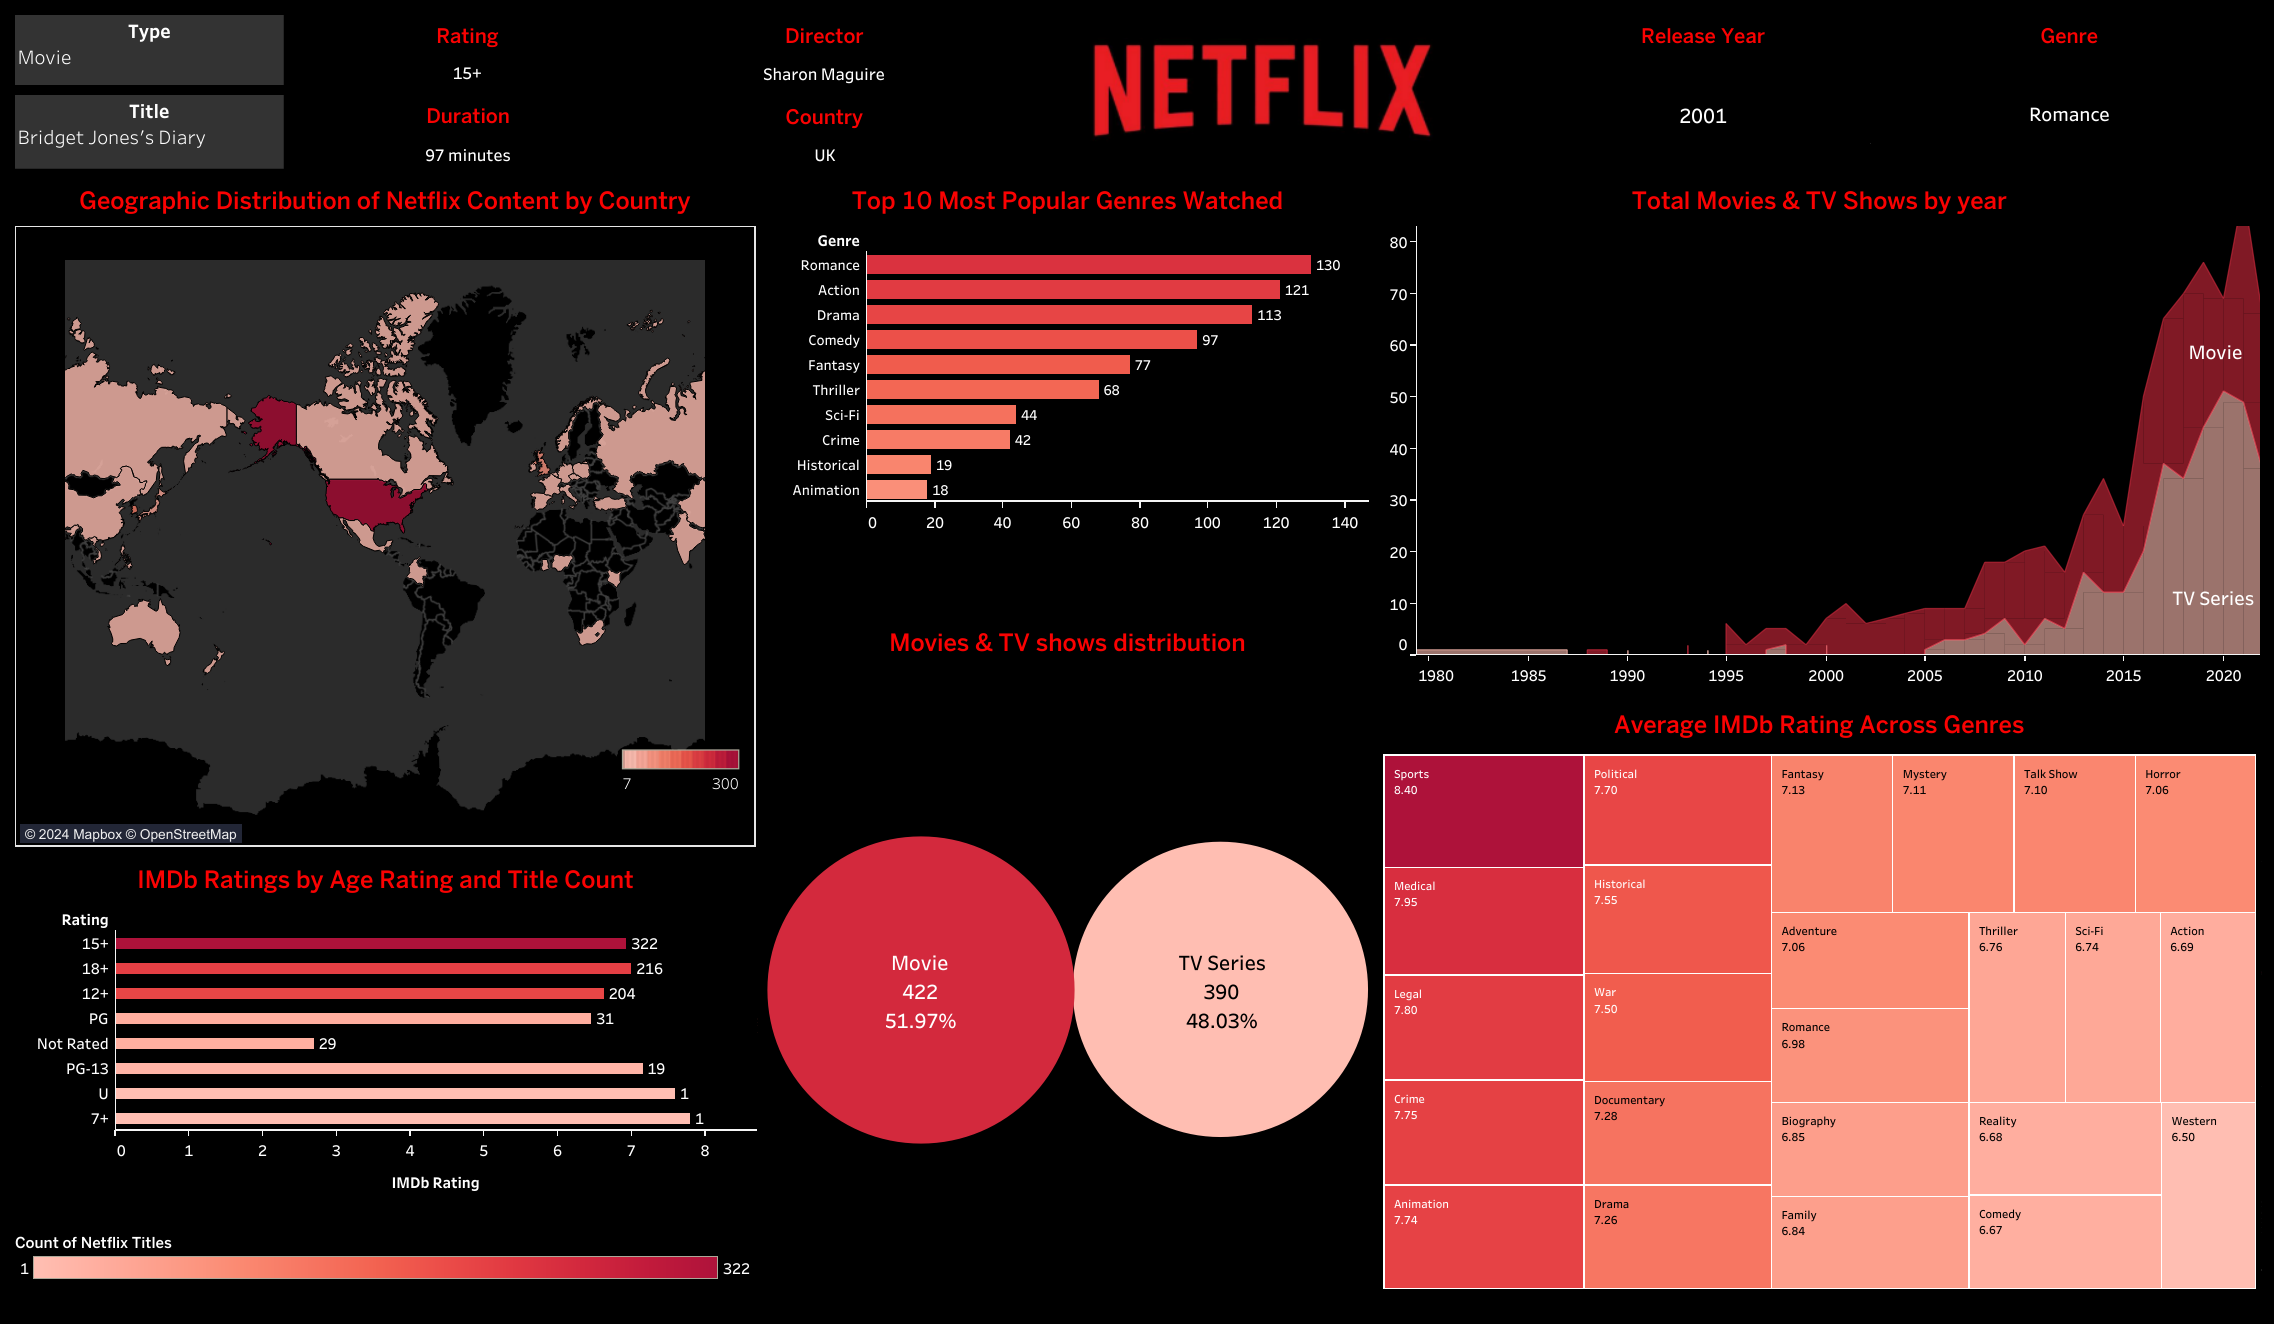 Type
Movie
Title
Bridget Jones's Diary
Rating
15+
Duration
97 minutes
Director
Sharon Maguire
Country
UK
NETFLIX
Release Year
2001
Genre
Romance
Geographic Distribution of Netflix Content by Country
7 300
© 2024 Mapbox © OpenStreetMap
Top 10 Most Popular Genres Watched
Genre
Romance 130
Action 121
Drama 113
Comedy 97
Fantasy 77
Thriller 68
Sci-Fi 44
Crime 42
Historical 19
Animation 18
0 20 40 60 80 100 120 140
Total Movies & TV Shows by year
80
70
60
50
40
30
20
10
0
Movie
TV Series
1980 1985 1990 1995 2000 2005 2010 2015 2020
IMDb Ratings by Age Rating and Title Count
Rating
15+ 322
18+ 216
12+ 204
PG 31
Not Rated 29
PG-13 19
U 1
7+ 1
0 1 2 3 4 5 6 7 8
IMDb Rating
Count of Netflix Titles
1 322
Movies & TV shows distribution
Movie
422
51.97%
TV Series
390
48.03%
Average IMDb Rating Across Genres
Sports
8.40
Medical
7.95
Legal
7.80
Crime
7.75
Animation
7.74
Political
7.70
Historical
7.55
War
7.50
Documentary
7.28
Drama
7.26
Fantasy
7.13
Mystery
7.11
Talk Show
7.10
Horror
7.06
Adventure
7.06
Romance
6.98
Biography
6.85
Family
6.84
Thriller
6.76
Sci-Fi
6.74
Action
6.69
Reality
6.68
Comedy
6.67
Western
6.50